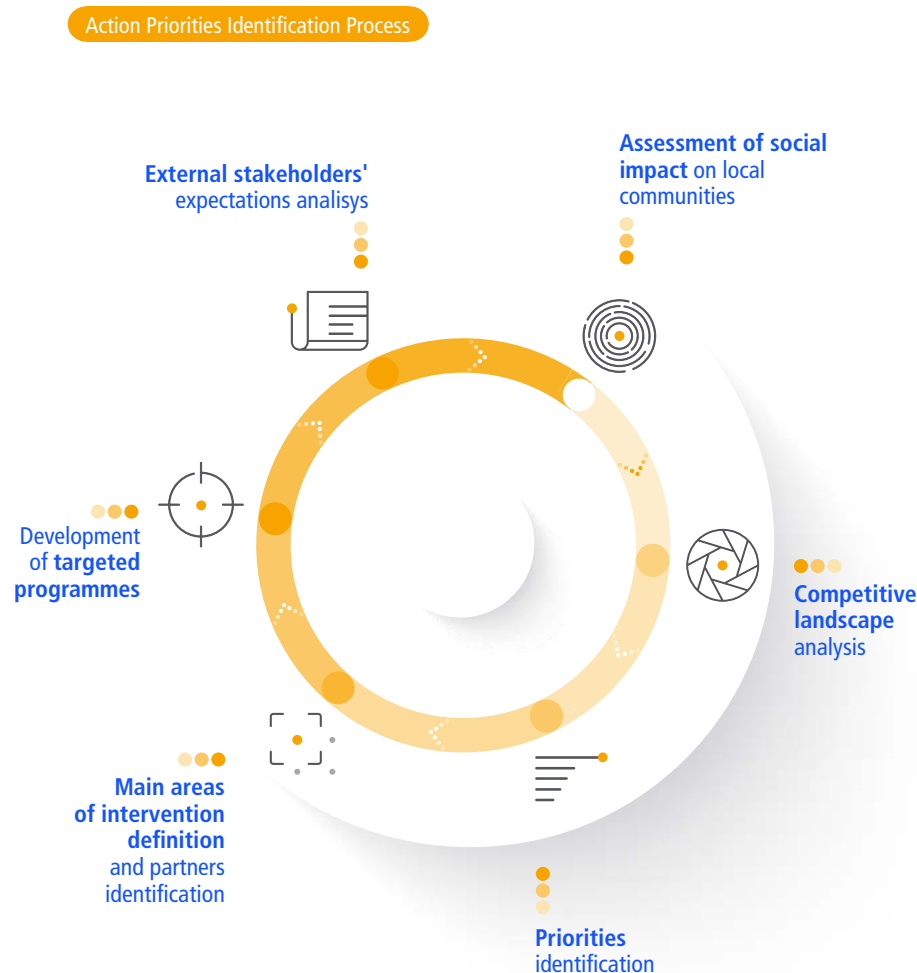 Action Priorities Identification Process
Assessment of social
impact on local
communities
External stakeholders'
expectations analisys
Competitive
landscape
analysis
Development
of targeted
programmes
Main areas
of intervention
definition
and partners
identification
Priorities
identification